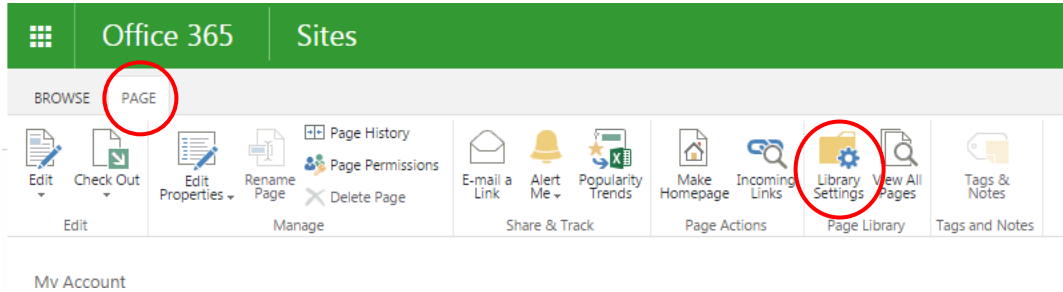 Office 365 Sites
BROWSE PAGE
Edit
Check Out
Edit
Properties
Rename
Page
Page History
Page Permissions
Delete Page
E-mail a
Link
Alert
Me
Popularity
Trends
Make
Homepage
Incoming
Links
Library
Settings
View All
Pages
Tags &
Notes
Edit Manage Share & Track Page Actions Page Library Tags and Notes
My Account